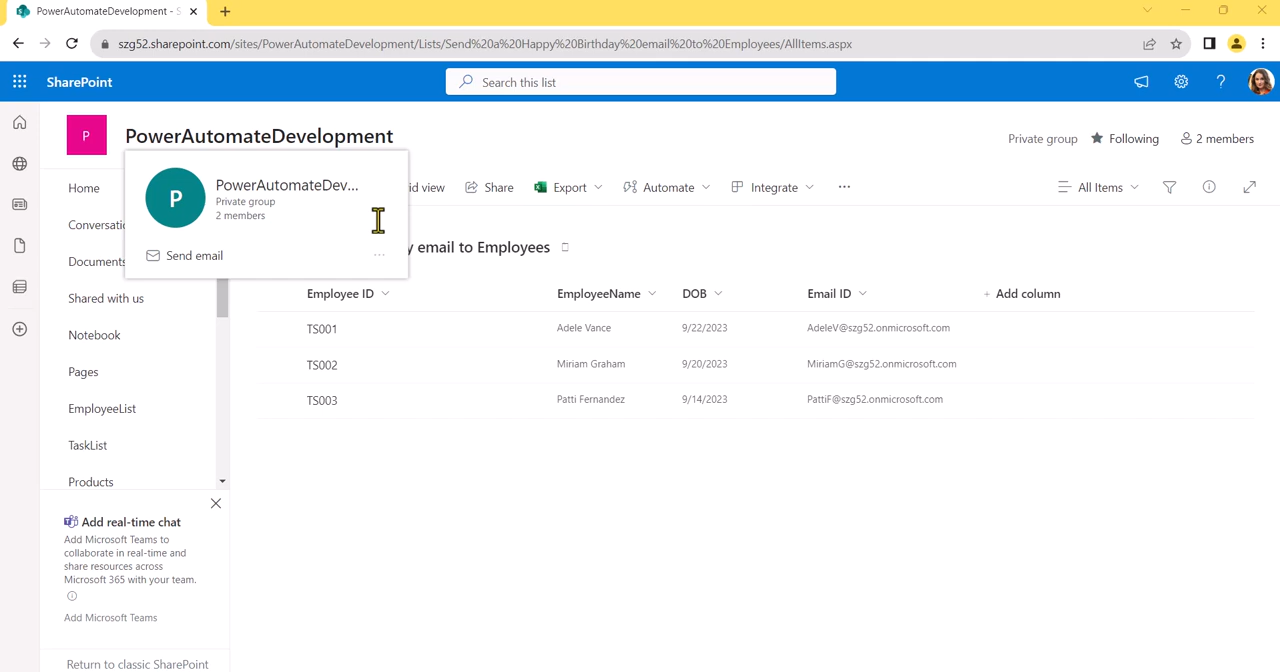 PowerAutomateDevelopment - S
szg52.sharepoint.com/sites/PowerAutomateDevelopment/Lists/Send%20a%20Happy%20Birthday%20email%20to%20Employees/AllItems.aspx
SharePoint
Search this list
P
PowerAutomateDevelopment
Private group
Following
2 members
Home
Conversatio
Documents
Shared with us
Notebook
Pages
EmployeeList
TaskList
Products
P
PowerAutomateDev...
Private group
2 members
Send email
id view
Share
Export
Automate
Integrate
All Items
y email to Employees
Employee ID
EmployeeName
DOB
Email ID
+ Add column
TS001 Adele Vance 9/22/2023 AdeleV@szg52.onmicrosoft.com
TS002 Miriam Graham 9/20/2023 MiriamG@szg52.onmicrosoft.com
TS003 Patti Fernandez 9/14/2023 PattiF@szg52.onmicrosoft.com
Add real-time chat
Add Microsoft Teams to
collaborate in real-time and
share resources across
Microsoft 365 with your team.
Add Microsoft Teams
Return to classic SharePoint